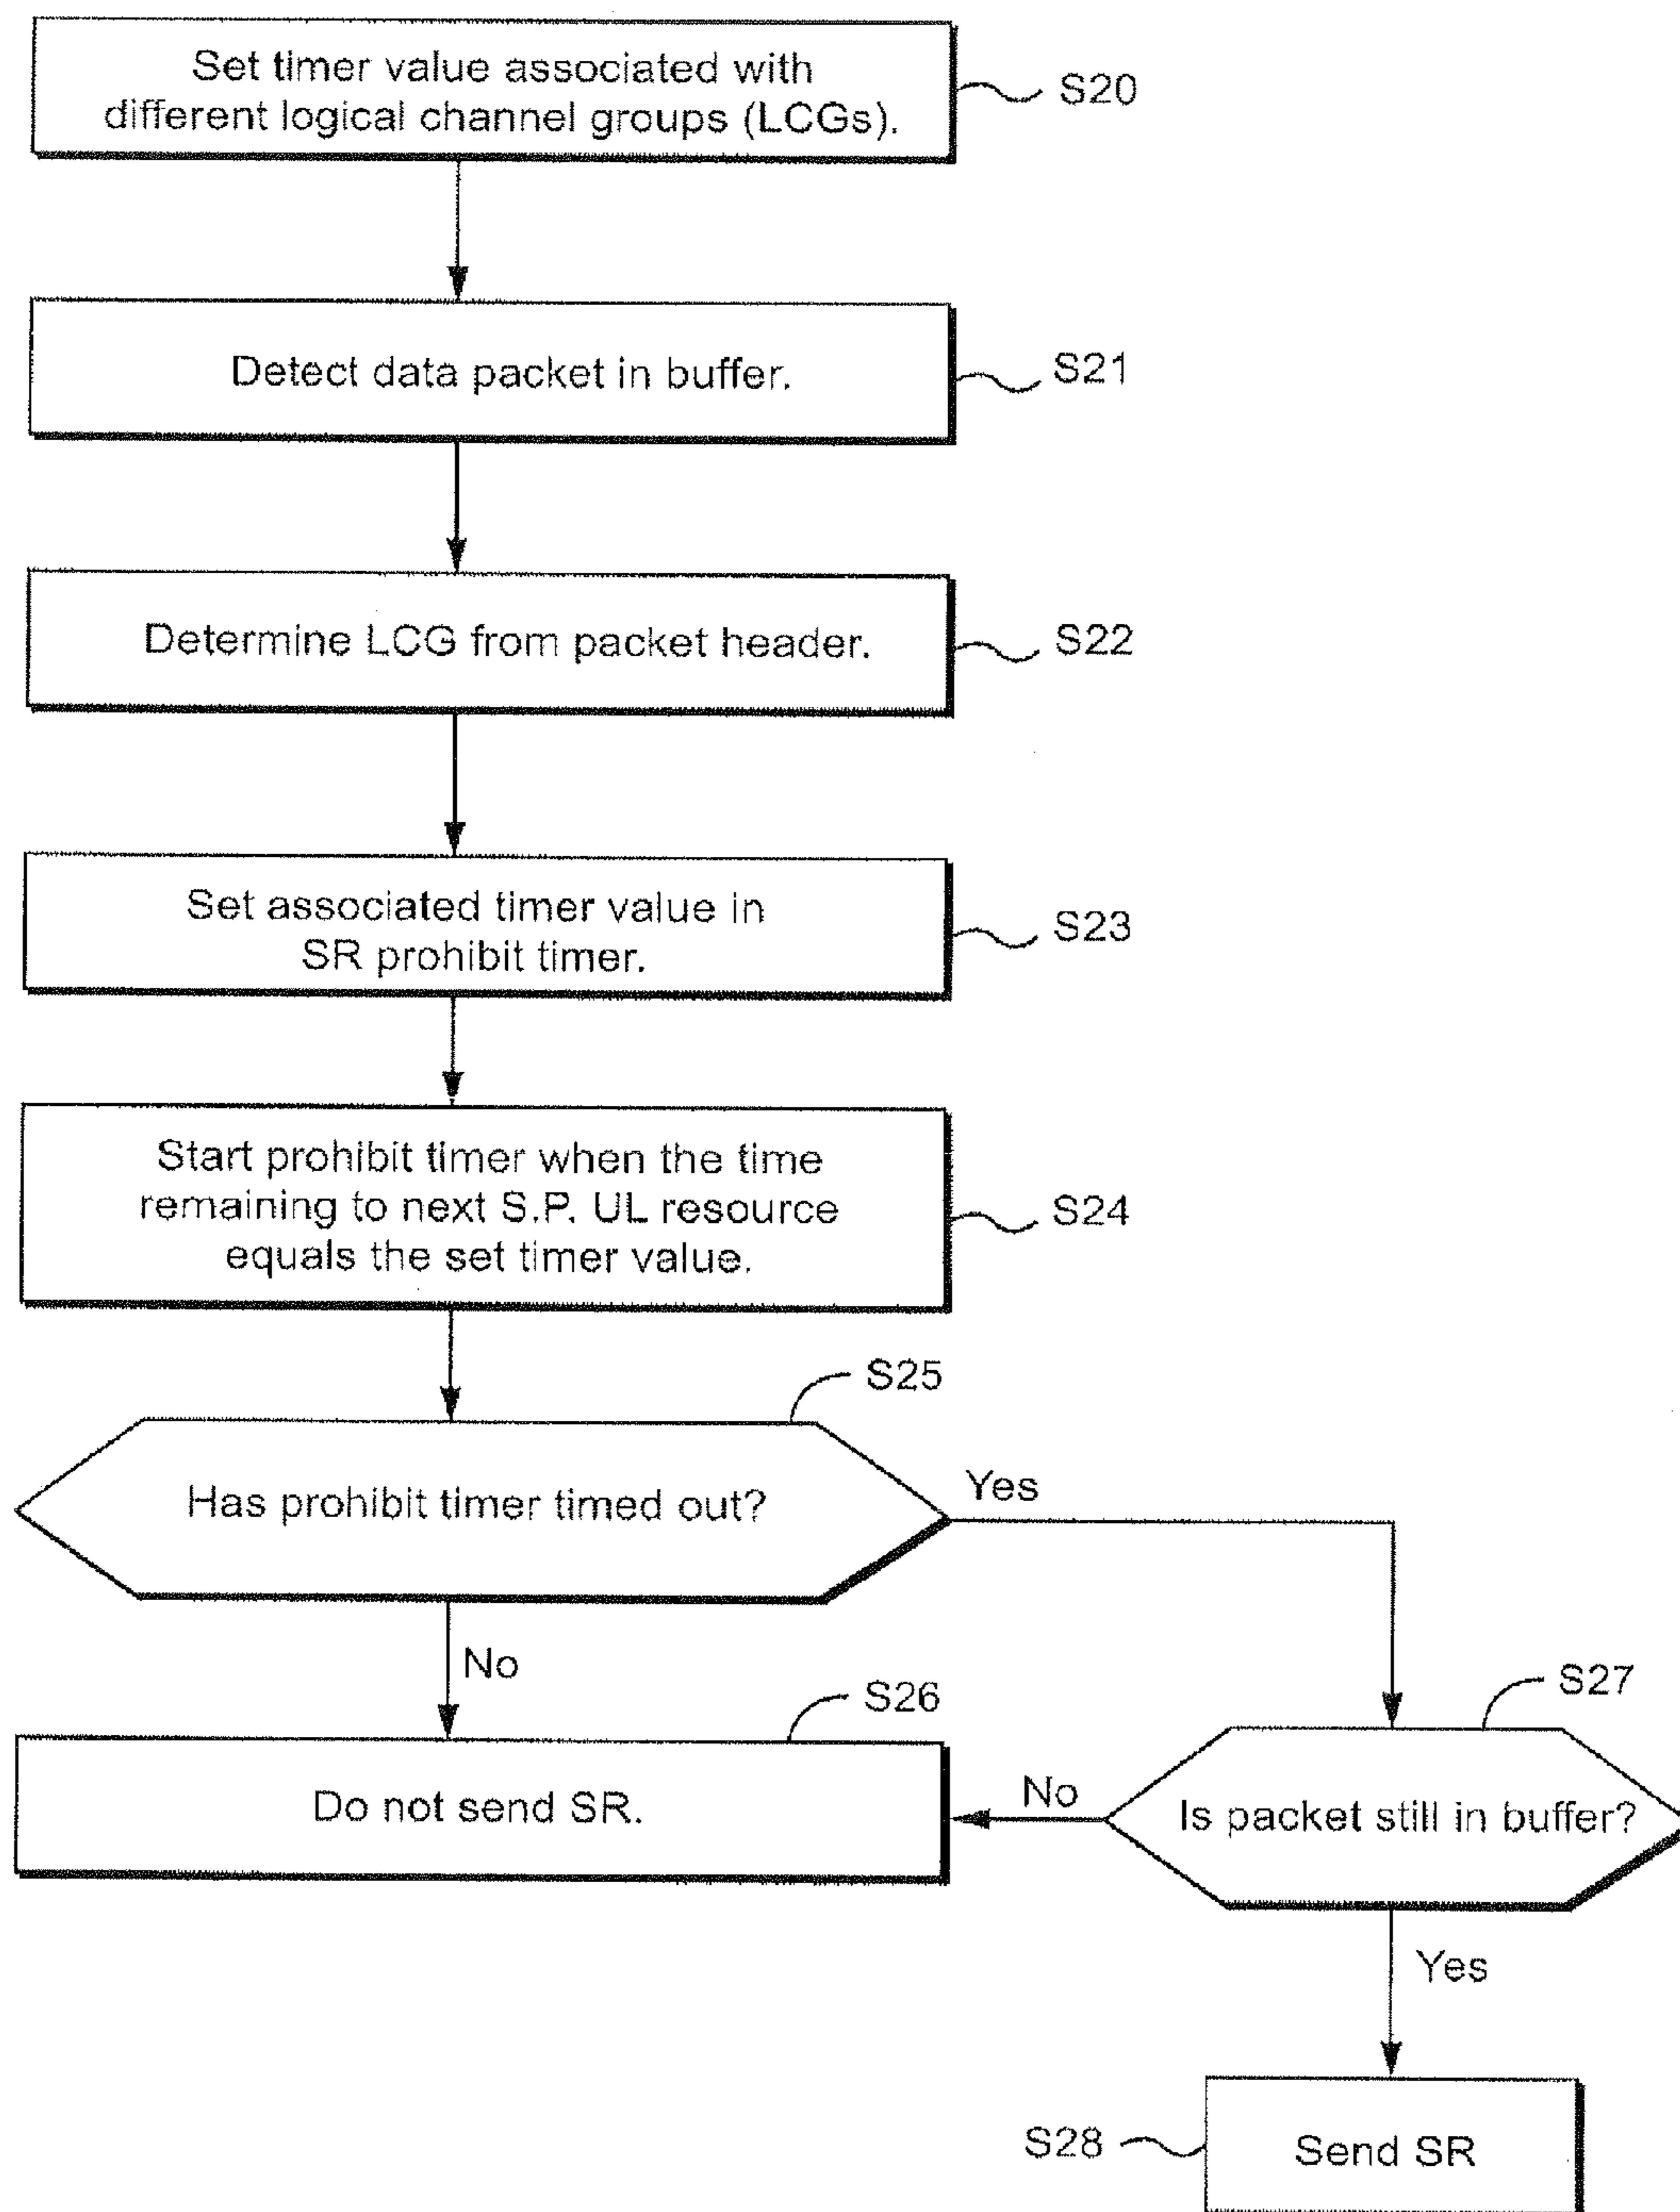 Set timer value associated with
different logical channel groups (LCGs).
S20
Detect data packet in buffer.
S21
Determine LCG from packet header.
S22
Set associated timer value in
SR prohibit timer.
S23
Start prohibit timer when the time
remaining to next S.P. UL resource
equals the set timer value.
S24
S25
Has prohibit timer timed out?
Yes
No
S26
S27
Do not send SR.
No
Is packet still in buffer?
Yes
S28
Send SR